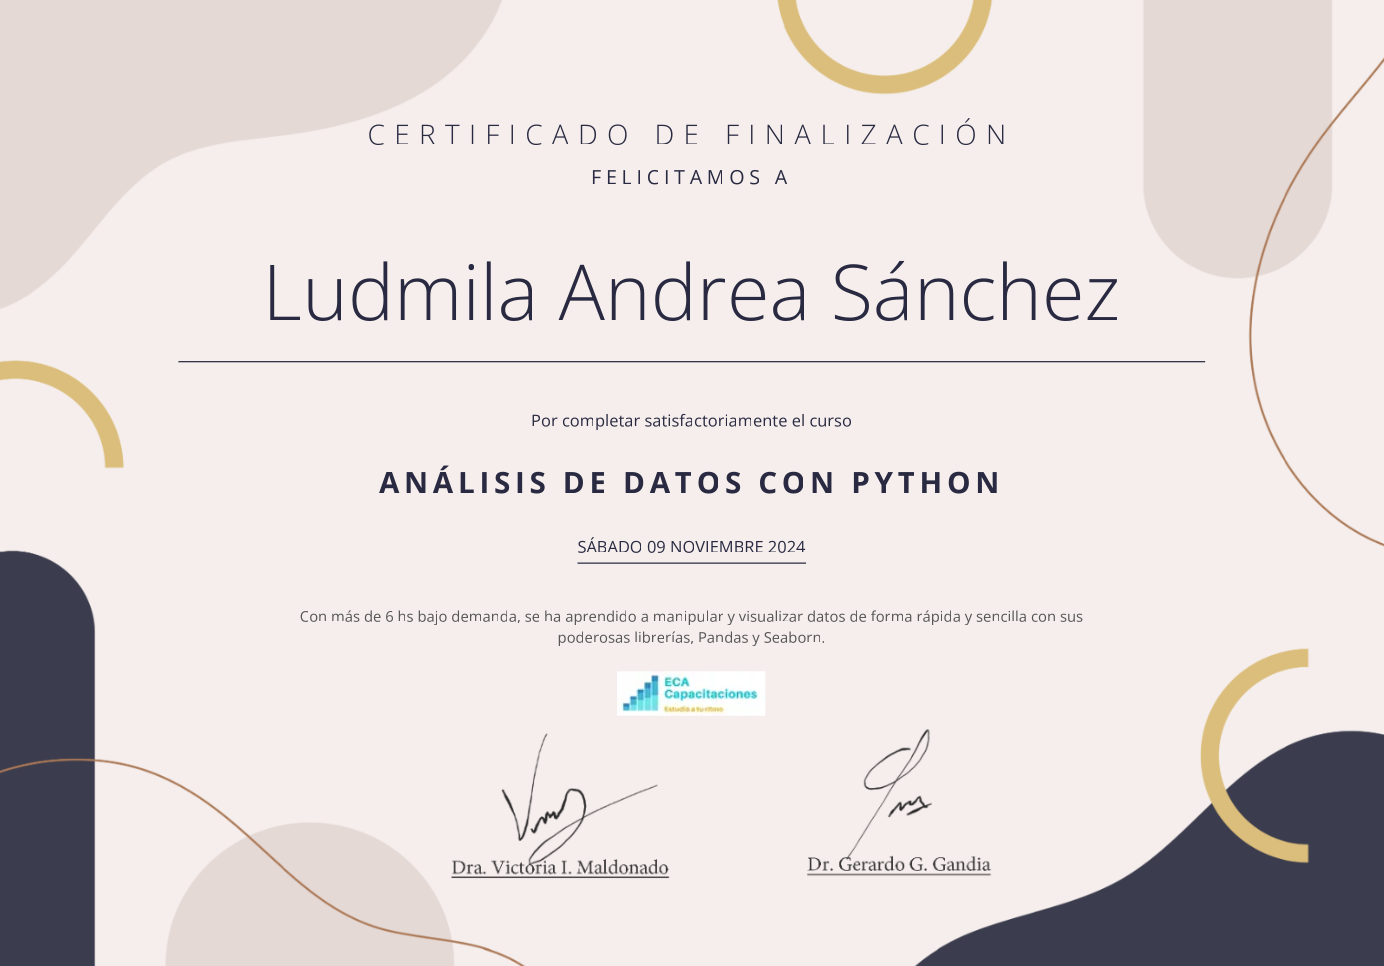 CERTIFICADO DE FINALIZACIÓN
FELICITAMOS A
Ludmila Andrea Sánchez
Por completar satisfactoriamente el curso
ANÁLISIS DE DATOS CON PYTHON
SÁBADO 09 NOVIEMBRE 2024
Con más de 6 hs bajo demanda, se ha aprendido a manipular y visualizar datos de forma rápida y sencilla con sus
poderosas librerías, Pandas y Seaborn.
ECA
Capacitaciones
Estudiá a tu ritmo
Dra. Victoria I. Maldonado
Dr. Gerardo G. Gandia